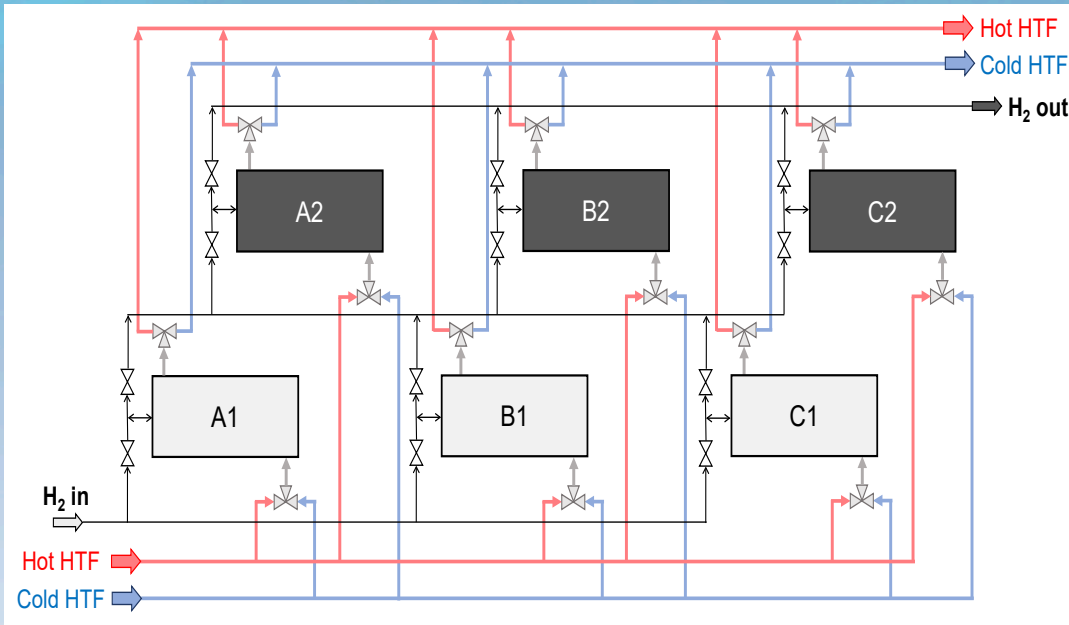 Hot HTF
Cold HTF
H₂ out
A2
B2
C2
A1
B1
C1
H₂ in
Hot HTF
Cold HTF